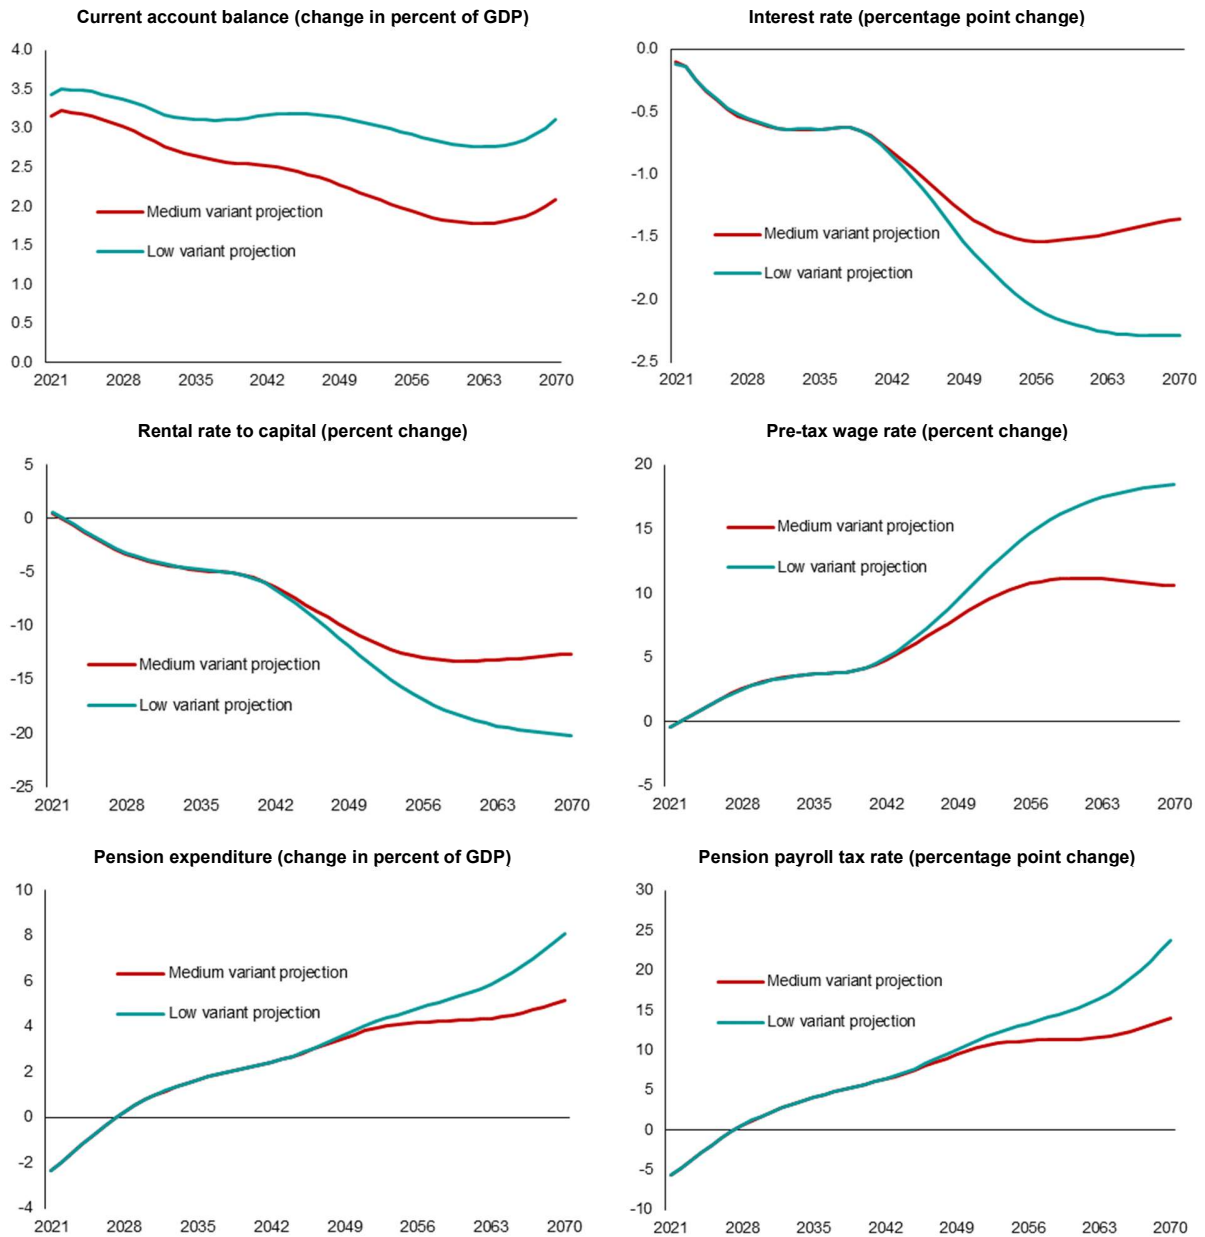 Current account balance (change in percent of GDP)
4.0
3.5
3.0
2.5
2.0
1.5
1.0
0.5
0.0
Medium variant projection
Low variant projection
2021 2028 2035 2042 2049 2056 2063 2070
Interest rate (percentage point change)
0.0
-0.5
-1.0
-1.5
-2.0
-2.5
Medium variant projection
Low variant projection
2021 2028 2035 2042 2049 2056 2063 2070
Rental rate to capital (percent change)
5
0
-5
-10
-15
-20
-25
Medium variant projection
Low variant projection
2021 2028 2035 2042 2049 2056 2063 2070
Pre-tax wage rate (percent change)
20
15
10
5
0
-5
Medium variant projection
Low variant projection
2021 2028 2035 2042 2049 2056 2063 2070
Pension expenditure (change in percent of GDP)
10
8
6
4
2
0
-2
-4
Medium variant projection
Low variant projection
2021 2028 2035 2042 2049 2056 2063 2070
Pension payroll tax rate (percentage point change)
30
25
20
15
10
5
0
-5
-10
Medium variant projection
Low variant projection
2021 2028 2035 2042 2049 2056 2063 2070